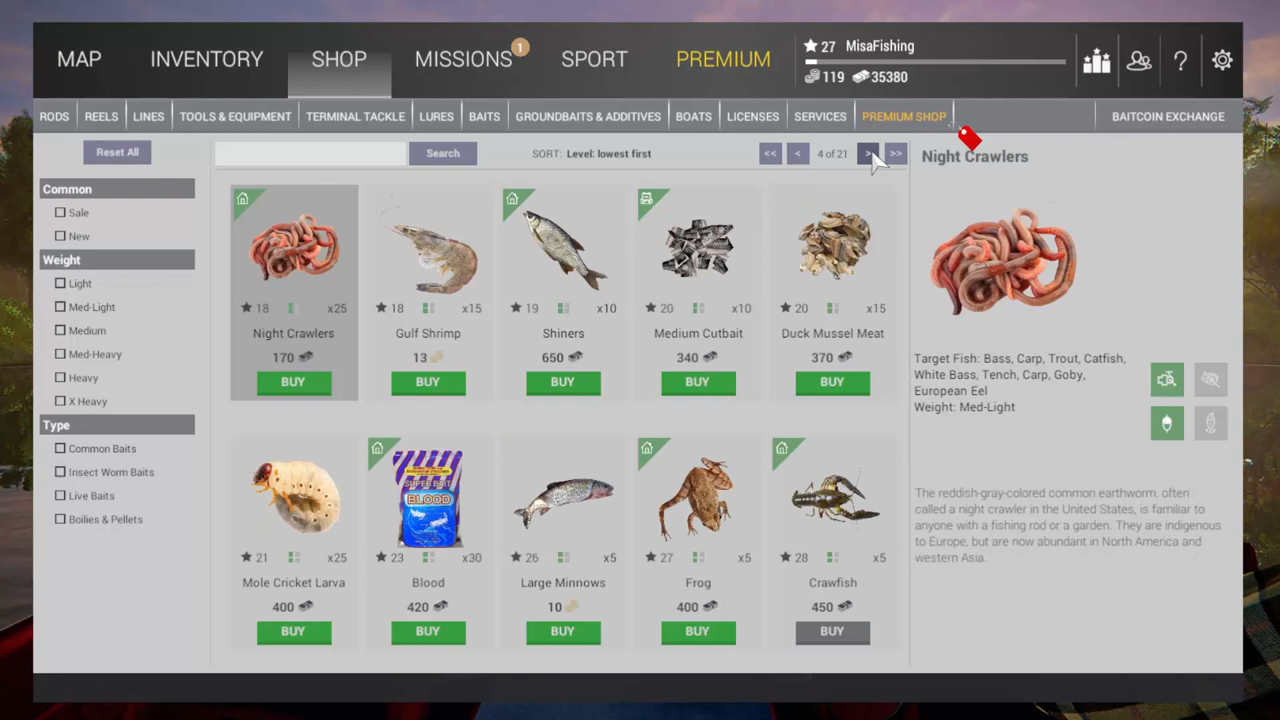 MAP INVENTORY SHOP MISSIONS 1 SPORT PREMIUM
27 MisaFishing
119 35380
RODS REELS LINES TOOLS & EQUIPMENT TERMINAL TACKLE LURES BAITS GROUNDBAITS & ADDITIVES BOATS LICENSES SERVICES PREMIUM SHOP BAITCOIN EXCHANGE
Reset All
Search
SORT: Level: lowest first
<< < 4 of 21 > >>
Common
Sale
New
Weight
Light
Med-Light
Medium
Med-Heavy
Heavy
X Heavy
Type
Common Baits
Insect Worm Baits
Live Baits
Boilies & Pellets
18 x25
Night Crawlers
170
BUY
18 x15
Gulf Shrimp
13
BUY
19 x10
Shiners
650
BUY
20 x10
Medium Cutbait
340
BUY
20 x15
Duck Mussel Meat
370
BUY
21 x25
Mole Cricket Larva
400
BUY
SUPER BAIT
BLOOD
23 x30
Blood
420
BUY
26 x5
Large Minnows
10
BUY
27 x5
Frog
400
BUY
28 x5
Crawfish
450
BUY
Night Crawlers
Target Fish: Bass, Carp, Trout, Catfish,
White Bass, Tench, Carp, Goby,
European Eel
Weight: Med-Light
The reddish-gray-colored common earthworm, often
called a night crawler in the United States, is familiar to
anyone with a fishing rod or a garden. They are indigenous
to Europe, but are now abundant in North America and
western Asia.